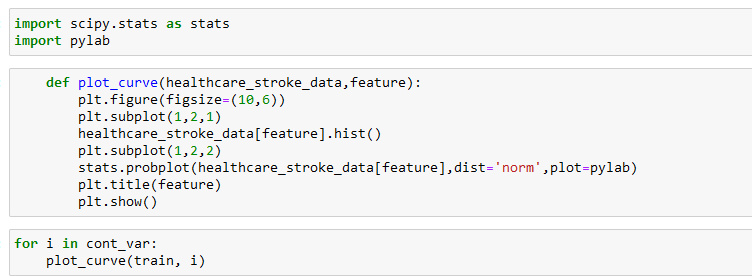 import scipy.stats as stats
import pylab
    def plot_curve(healthcare_stroke_data,feature):
        plt.figure(figsize=(10,6))
        plt.subplot(1,2,1)
        healthcare_stroke_data[feature].hist()
        plt.subplot(1,2,2)
        stats.probplot(healthcare_stroke_data[feature],dist='norm',plot=pylab)
        plt.title(feature)
        plt.show()
for i in cont_var:
    plot_curve(train, i)